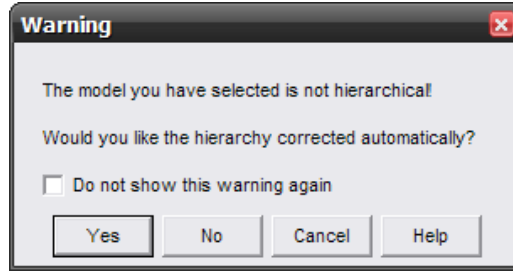 Warning
The model you have selected is not hierarchical!
Would you like the hierarchy corrected automatically?
Do not show this warning again
Yes No Cancel Help